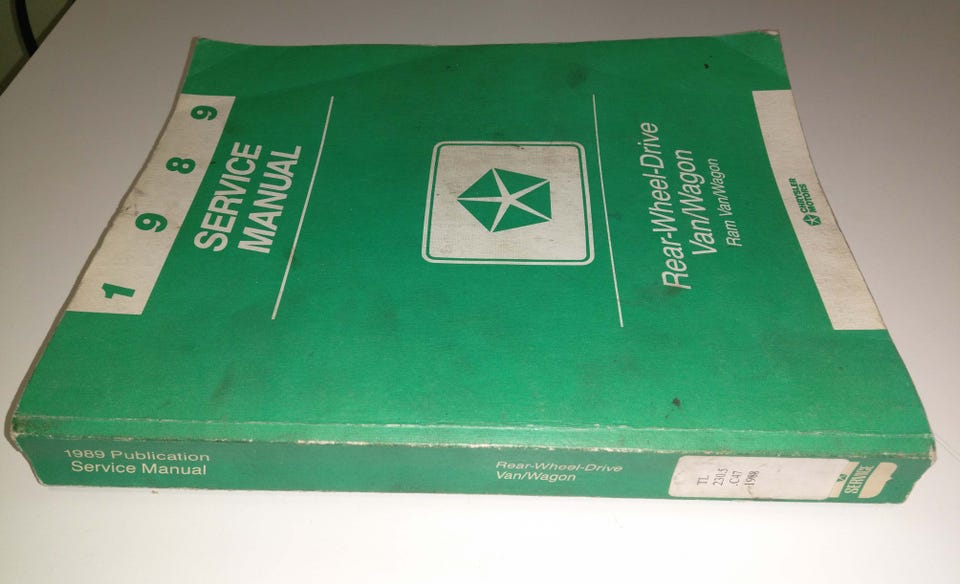 1989
SERVICE
MANUAL
Rear-Wheel-Drive
Van/Wagon
Ram Van/Wagon
CHRYSLER
MOTORS
1989 Publication
Service Manual
Rear-Wheel-Drive
Van/Wagon
TL
230.5
.C47
1988
SERVICE